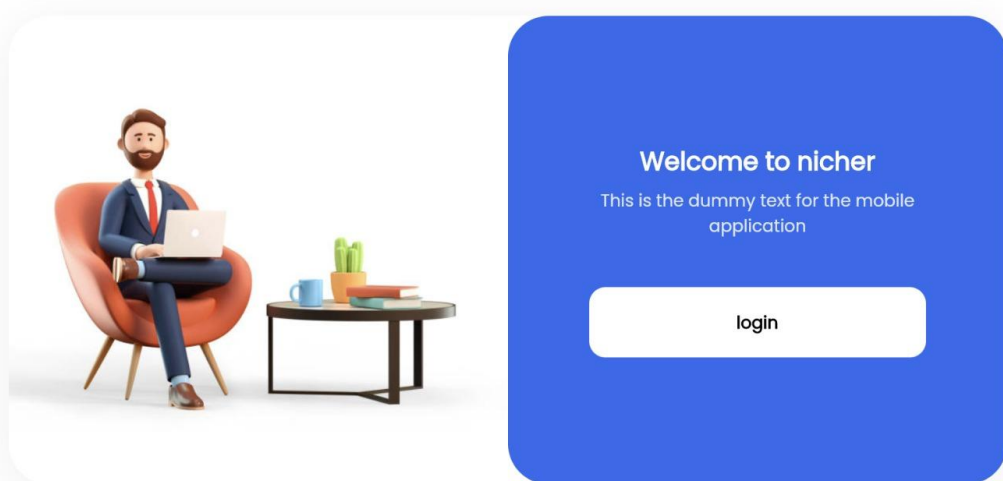 Welcome to nicher
This is the dummy text for the mobile
application
login